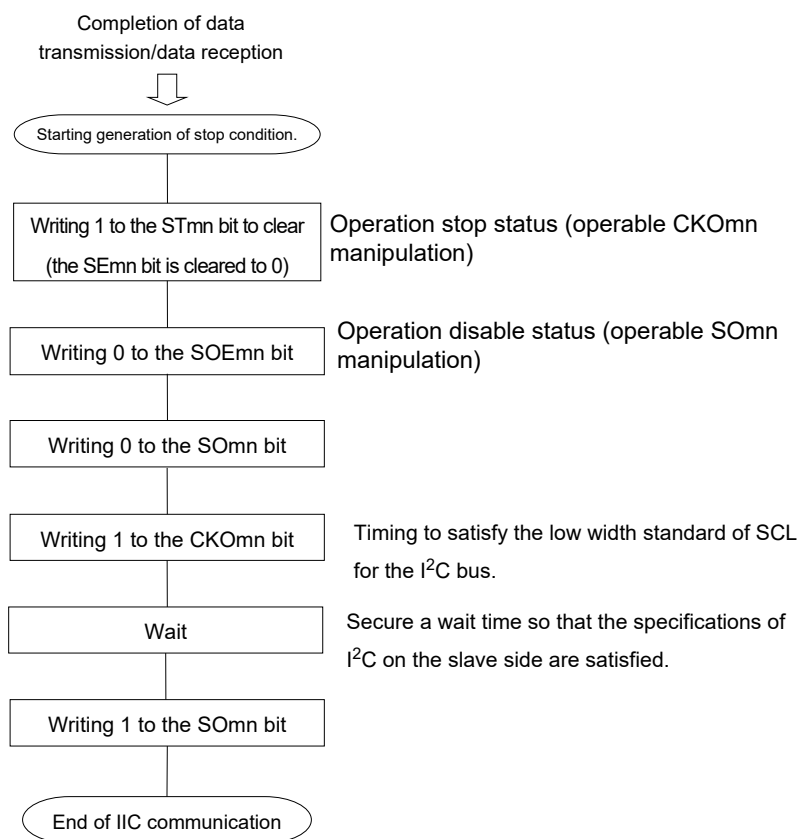 Completion of data
transmission/data reception
Starting generation of stop condition.
Writing 1 to the STmn bit to clear
(the SEmn bit is cleared to 0)
Operation stop status (operable CKOmn
manipulation)
Writing 0 to the SOEmn bit
Operation disable status (operable SOmn
manipulation)
Writing 0 to the SOmn bit
Writing 1 to the CKOmn bit
Timing to satisfy the low width standard of SCL
for the I²C bus.
Wait
Secure a wait time so that the specifications of
I²C on the slave side are satisfied.
Writing 1 to the SOmn bit
End of IIC communication